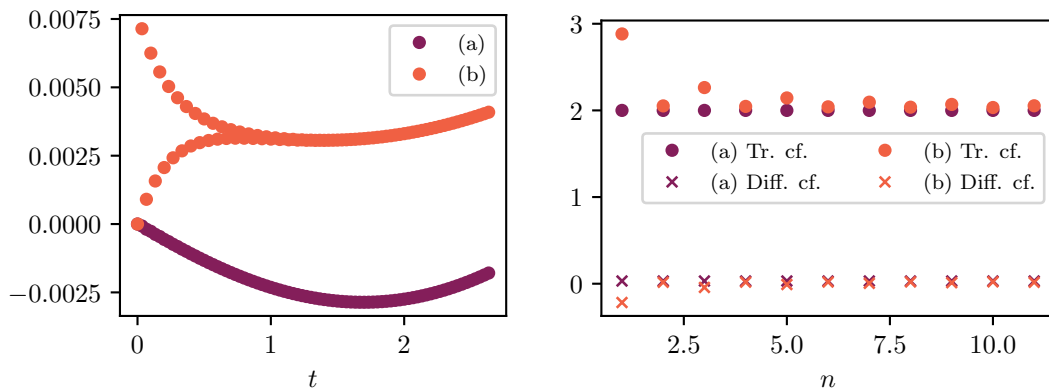 0.0075
0.0050
0.0025
0.0000
−0.0025
0
1
2
t
(a)
(b)
3
2
1
0
2.5
5.0
7.5
10.0
n
(a) Tr. cf.
(b) Tr. cf.
(a) Diff. cf.
(b) Diff. cf.